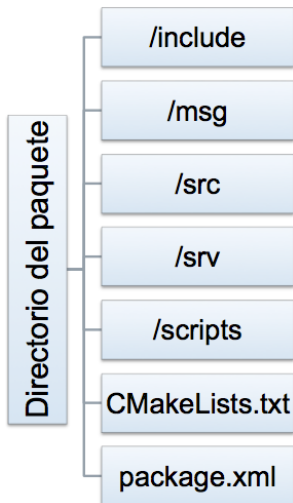 Directorio del paquete
/include
/msg
/src
/srv
/scripts
CMakeLists.txt
package.xml